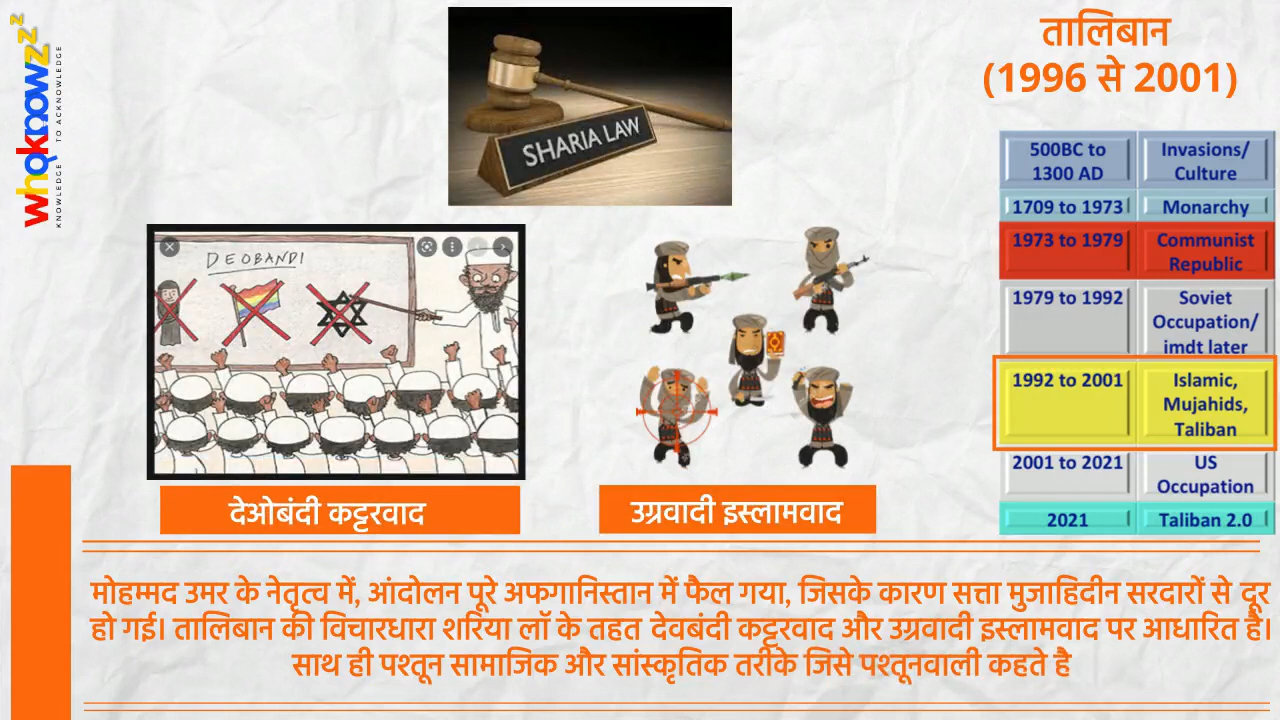 whoknowzzz
KNOWLEDGE TO ACKNOWLEDGE
SHARIA LAW
तालिबान
(1996 से 2001)
DEOBANDI
देओबंदी कट्टरवाद
उग्रवादी इस्लामवाद
500BC to 1300 AD Invasions/ Culture
1709 to 1973 Monarchy
1973 to 1979 Communist Republic
1979 to 1992 Soviet Occupation/ imdt later
1992 to 2001 Islamic, Mujahids, Taliban
2001 to 2021 US Occupation
2021 Taliban 2.0
मोहम्मद उमर के नेतृत्व में, आंदोलन पूरे अफगानिस्तान में फैल गया, जिसके कारण सत्ता मुजाहिदीन सरदारों से दूर
हो गई। तालिबान की विचारधारा शरिया लॉ के तहत देवबंदी कट्टरवाद और उग्रवादी इस्लामवाद पर आधारित है।
साथ ही पश्तून सामाजिक और सांस्कृतिक तरीके जिसे पश्तूनवाली कहते है